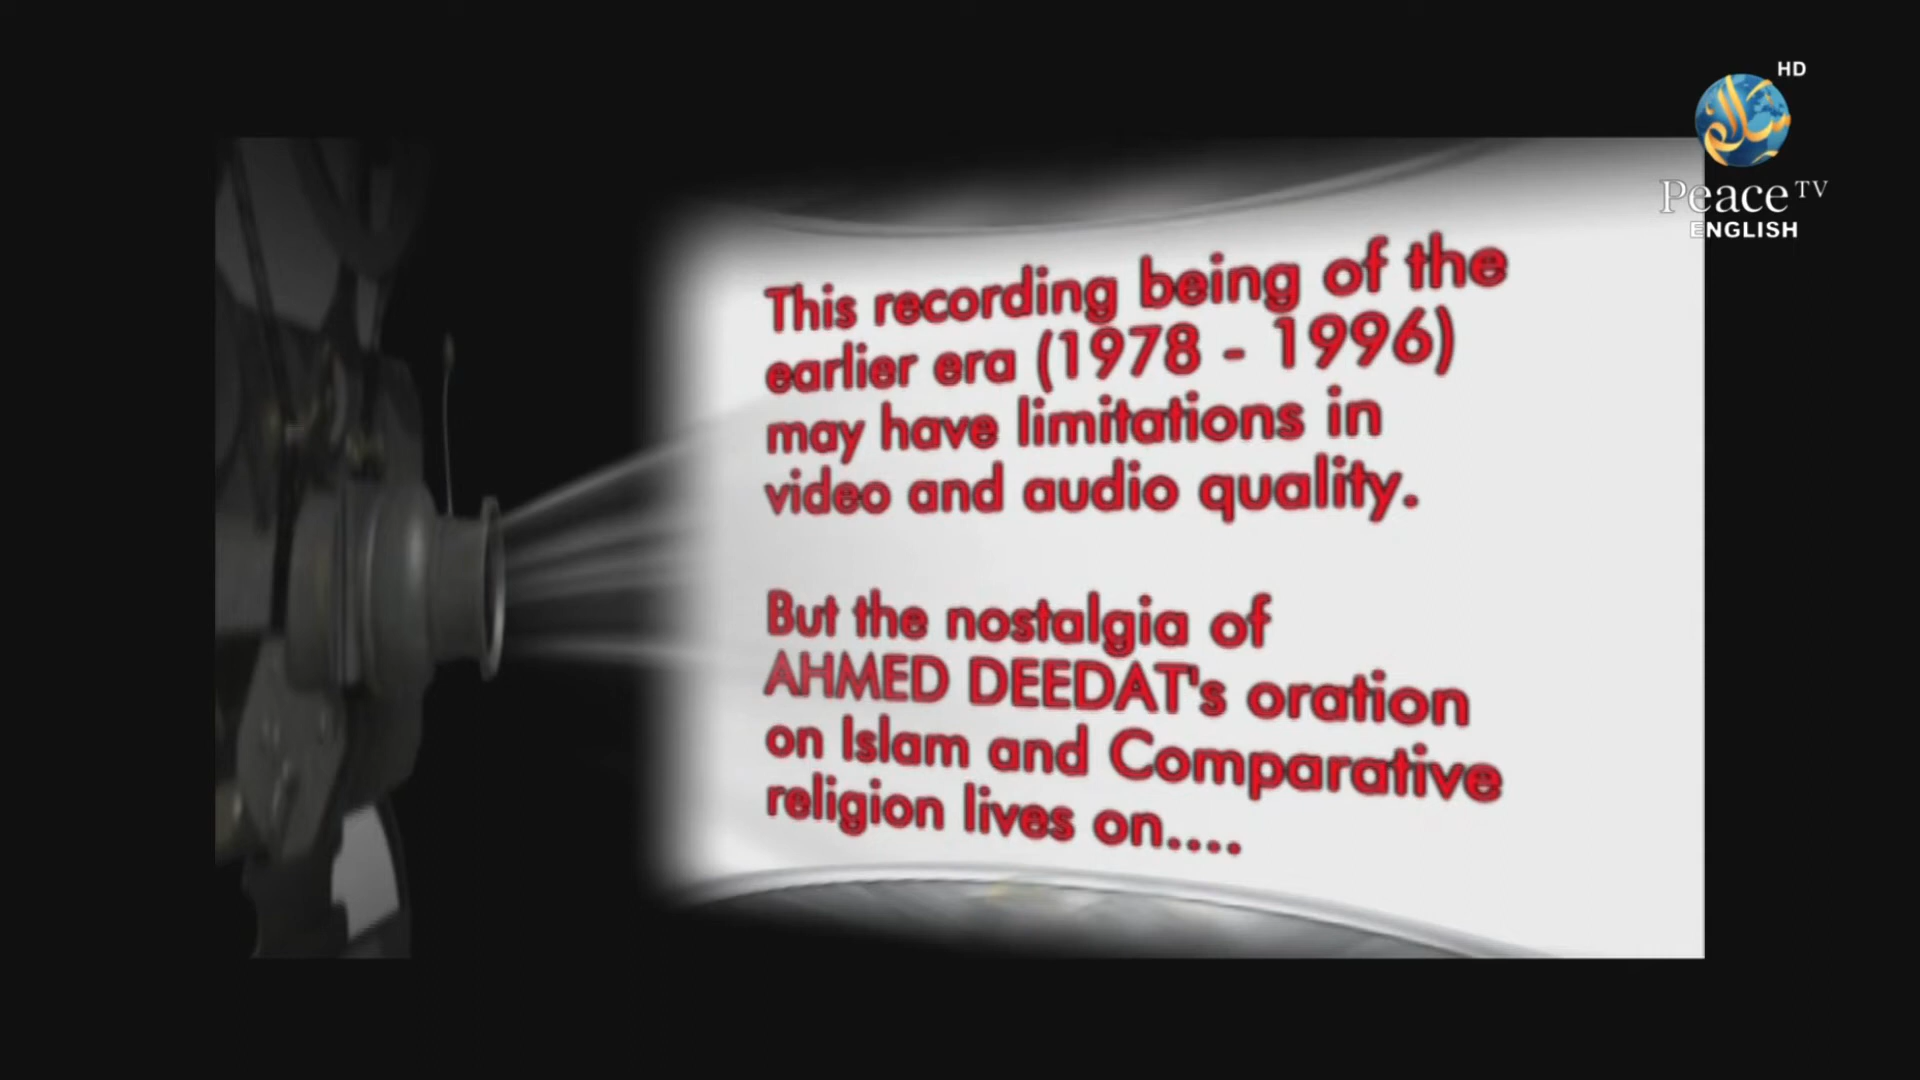 HD
سلام
Peace TV
ENGLISH
This recording being of the
earlier era (1978 - 1996)
may have limitations in
video and audio quality.
But the nostalgia of
AHMED DEEDAT's oration
on Islam and Comparative
religion lives on....